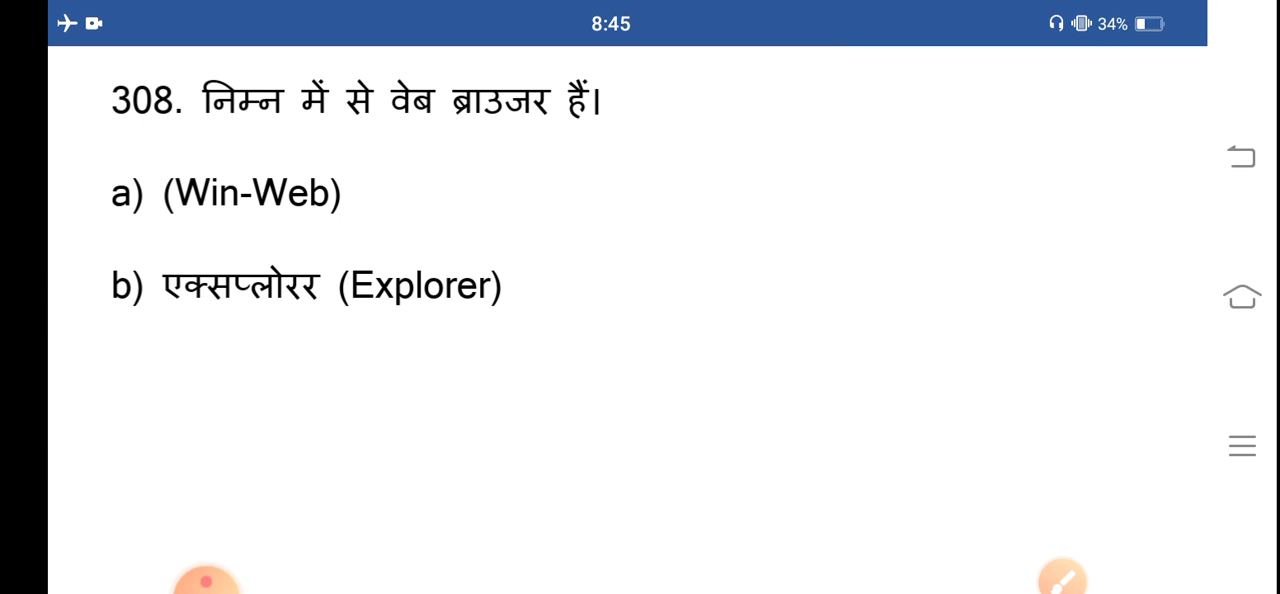 8:45
34%
308. निम्न में से वेब ब्राउजर हैं।
a) (Win-Web)
b) एक्सप्लोरर (Explorer)